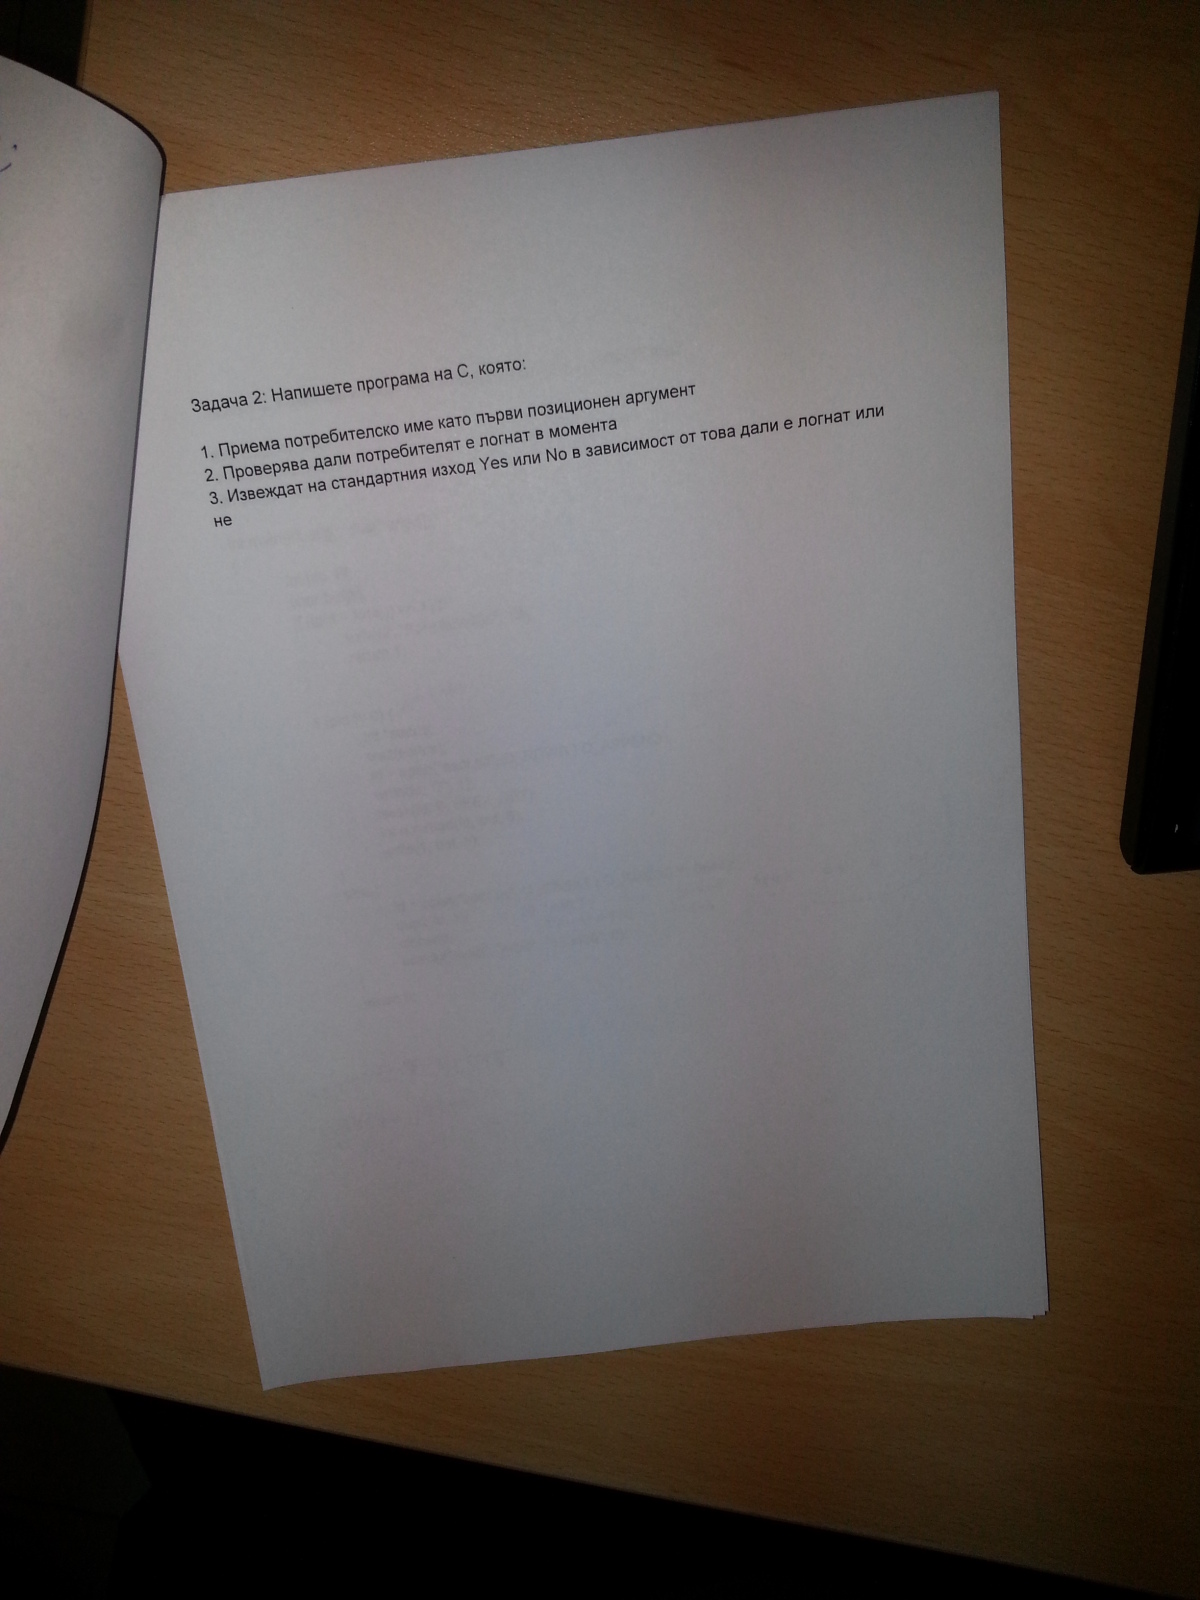 Задача 2: Напишете програма на C, която:
1. Приема потребителско име като първи позиционен аргумент
2. Проверява дали потребителят е логнат в момента
3. Извеждат на стандартния изход Yes или No в зависимост от това дали е логнат или
не